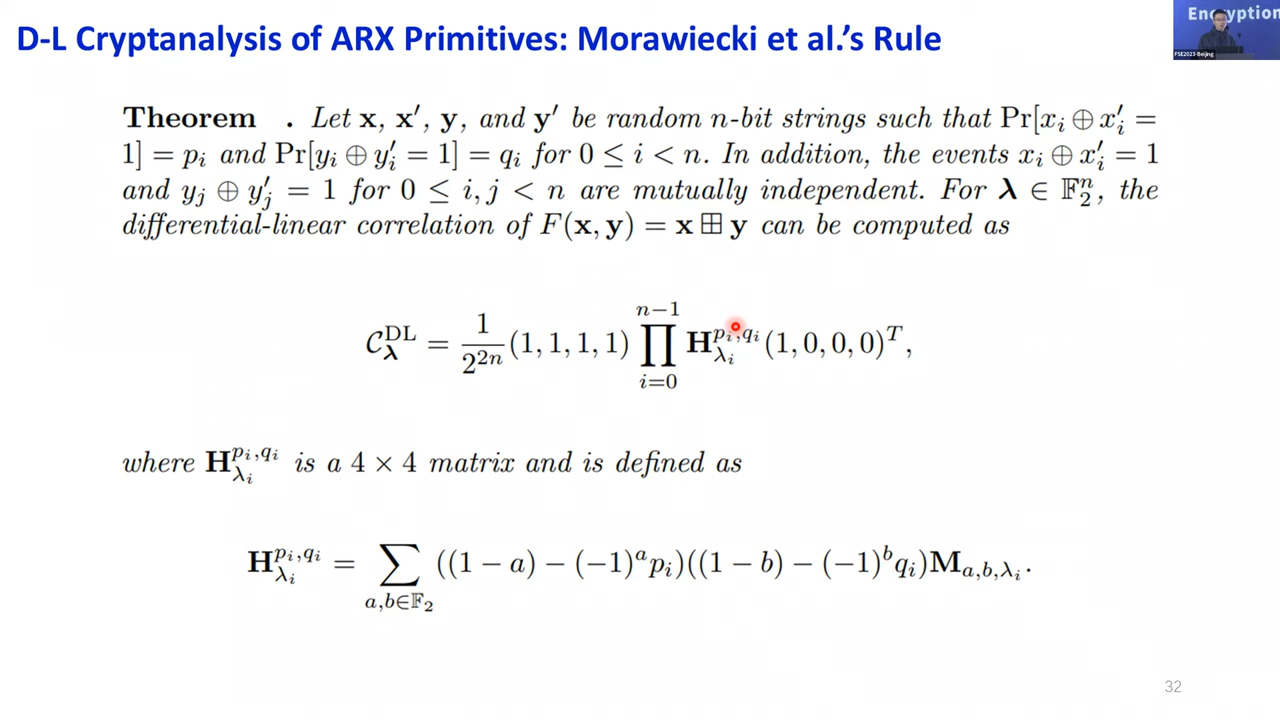 D-L Cryptanalysis of ARX Primitives: Morawiecki et al.'s Rule
Encryption
FSE2023-Beijing
Theorem . Let x, x′, y, and y′ be random n-bit strings such that Pr[x_i ⊕ x′_i =
1] = p_i and Pr[y_i ⊕ y′_i = 1] = q_i for 0 ≤ i < n. In addition, the events x_i ⊕ x′_i = 1
and y_j ⊕ y′_j = 1 for 0 ≤ i, j < n are mutually independent. For λ ∈ 𝔽_2^n, the
differential-linear correlation of F(x, y) = x ⊞ y can be computed as
𝒞_λ^DL = 1/2^{2n} (1, 1, 1, 1) ∏_{i=0}^{n−1} H_{λ_i}^{p_i,q_i} (1, 0, 0, 0)^T,
where H_{λ_i}^{p_i,q_i} is a 4 × 4 matrix and is defined as
H_{λ_i}^{p_i,q_i} = ∑_{a,b∈𝔽_2} ((1 − a) − (−1)^a p_i)((1 − b) − (−1)^b q_i)M_{a,b,λ_i}.
32